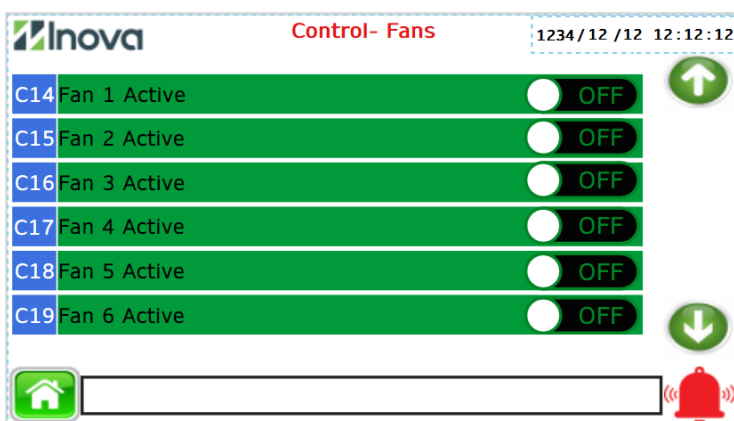 Inova
Control- Fans
1234/12/12 12:12:12
C14 Fan 1 Active OFF
C15 Fan 2 Active OFF
C16 Fan 3 Active OFF
C17 Fan 4 Active OFF
C18 Fan 5 Active OFF
C19 Fan 6 Active OFF